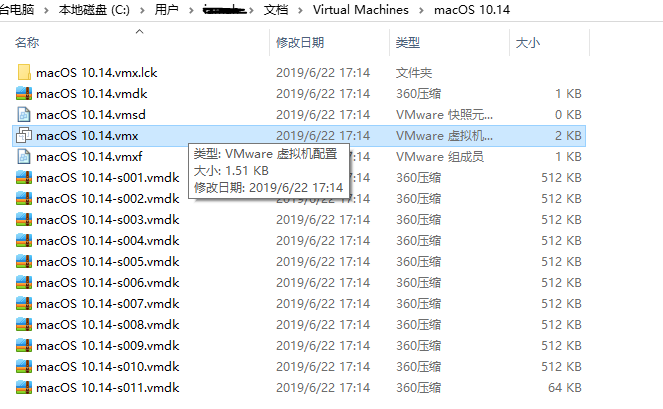 台电脑 > 本地磁盘 (C:) > 用户 > > 文档 > Virtual Machines > macOS 10.14
名称 修改日期 类型 大小
macOS 10.14.vmx.lck 2019/6/22 17:14 文件夹
macOS 10.14.vmdk 2019/6/22 17:14 360压缩 1 KB
macOS 10.14.vmsd 2019/6/22 17:14 VMware 快照元... 0 KB
macOS 10.14.vmx 2019/6/22 17:14 VMware 虚拟机... 2 KB
macOS 10.14.vmxf 2019/6/22 17:14 VMware 组成员 1 KB
类型: VMware 虚拟机配置
大小: 1.51 KB
修改日期: 2019/6/22 17:14
macOS 10.14-s001.vmdk 360压缩 512 KB
macOS 10.14-s002.vmdk 360压缩 512 KB
macOS 10.14-s003.vmdk 2019/6/22 17:14 360压缩 512 KB
macOS 10.14-s004.vmdk 2019/6/22 17:14 360压缩 512 KB
macOS 10.14-s005.vmdk 2019/6/22 17:14 360压缩 512 KB
macOS 10.14-s006.vmdk 2019/6/22 17:14 360压缩 512 KB
macOS 10.14-s007.vmdk 2019/6/22 17:14 360压缩 512 KB
macOS 10.14-s008.vmdk 2019/6/22 17:14 360压缩 512 KB
macOS 10.14-s009.vmdk 2019/6/22 17:14 360压缩 512 KB
macOS 10.14-s010.vmdk 2019/6/22 17:14 360压缩 512 KB
macOS 10.14-s011.vmdk 2019/6/22 17:14 360压缩 64 KB